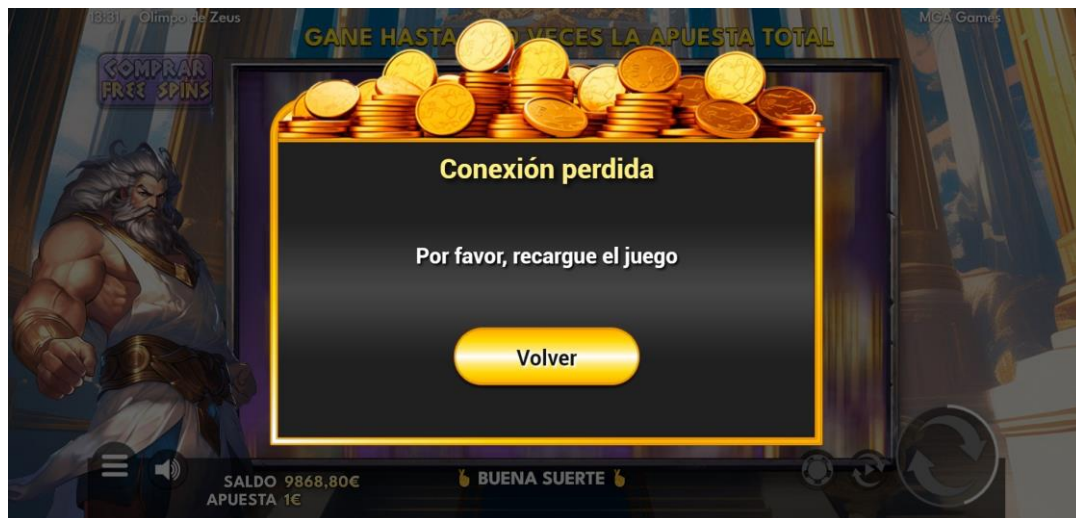 13:31 Olimpo de Zeus
MGA Games
GANE HASTA VECES LA APUESTA TOTAL
COMPRAR
FREE SPINS
Conexión perdida
Por favor, recargue el juego
Volver
SALDO 9868,80€
BUENA SUERTE
APUESTA 1€